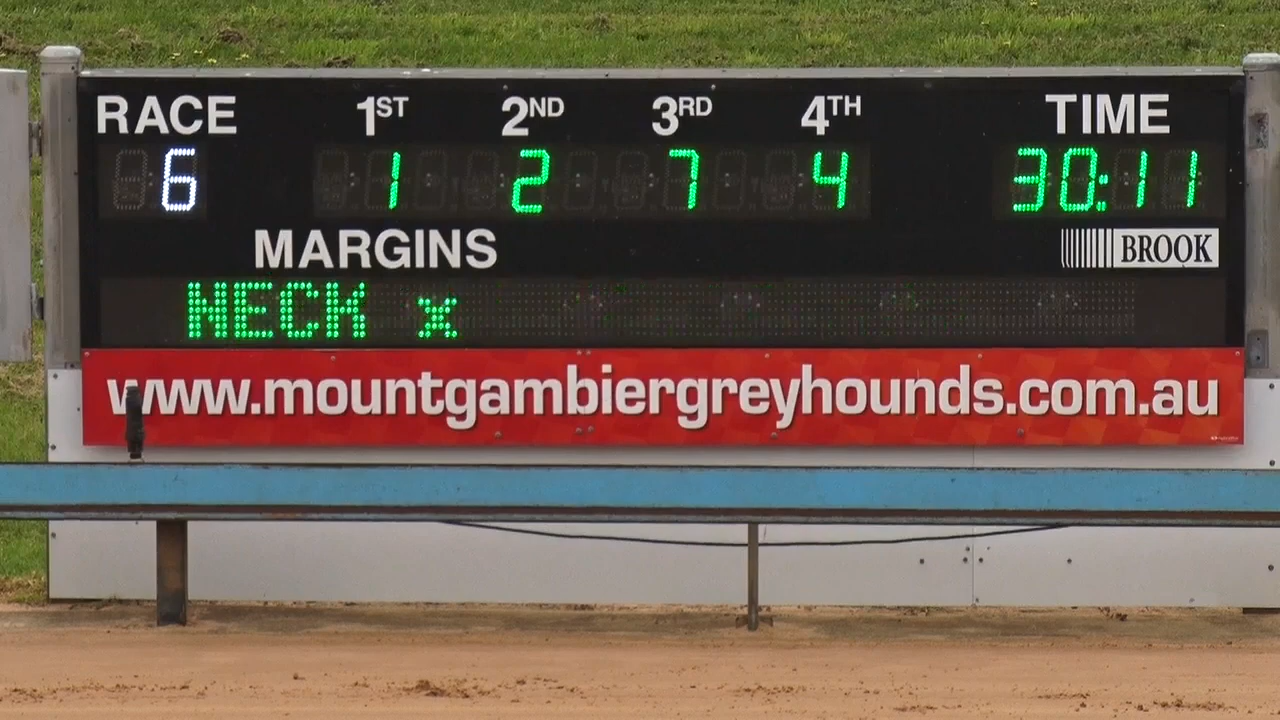 RACE 1ST 2ND 3RD 4TH TIME
6 1 2 7 4 30:11
MARGINS BROOK
NECK x
www.mountgambiergreyhounds.com.au